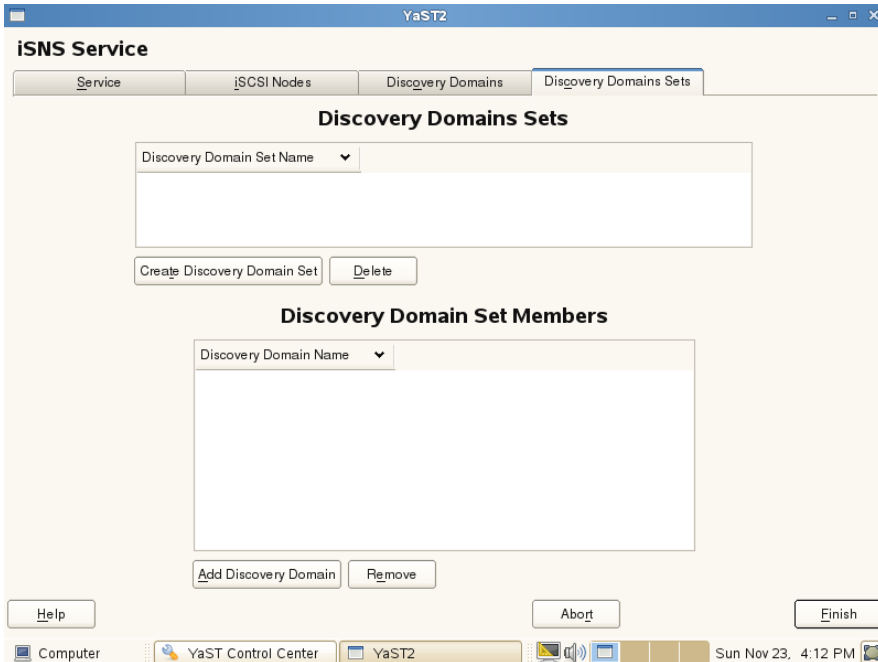 YaST2
iSNS Service
Service iSCSI Nodes Discovery Domains Discovery Domains Sets
Discovery Domains Sets
Discovery Domain Set Name
Create Discovery Domain Set Delete
Discovery Domain Set Members
Discovery Domain Name
Add Discovery Domain Remove
Help Abort Finish
Computer YaST Control Center YaST2 Sun Nov 23, 4:12 PM